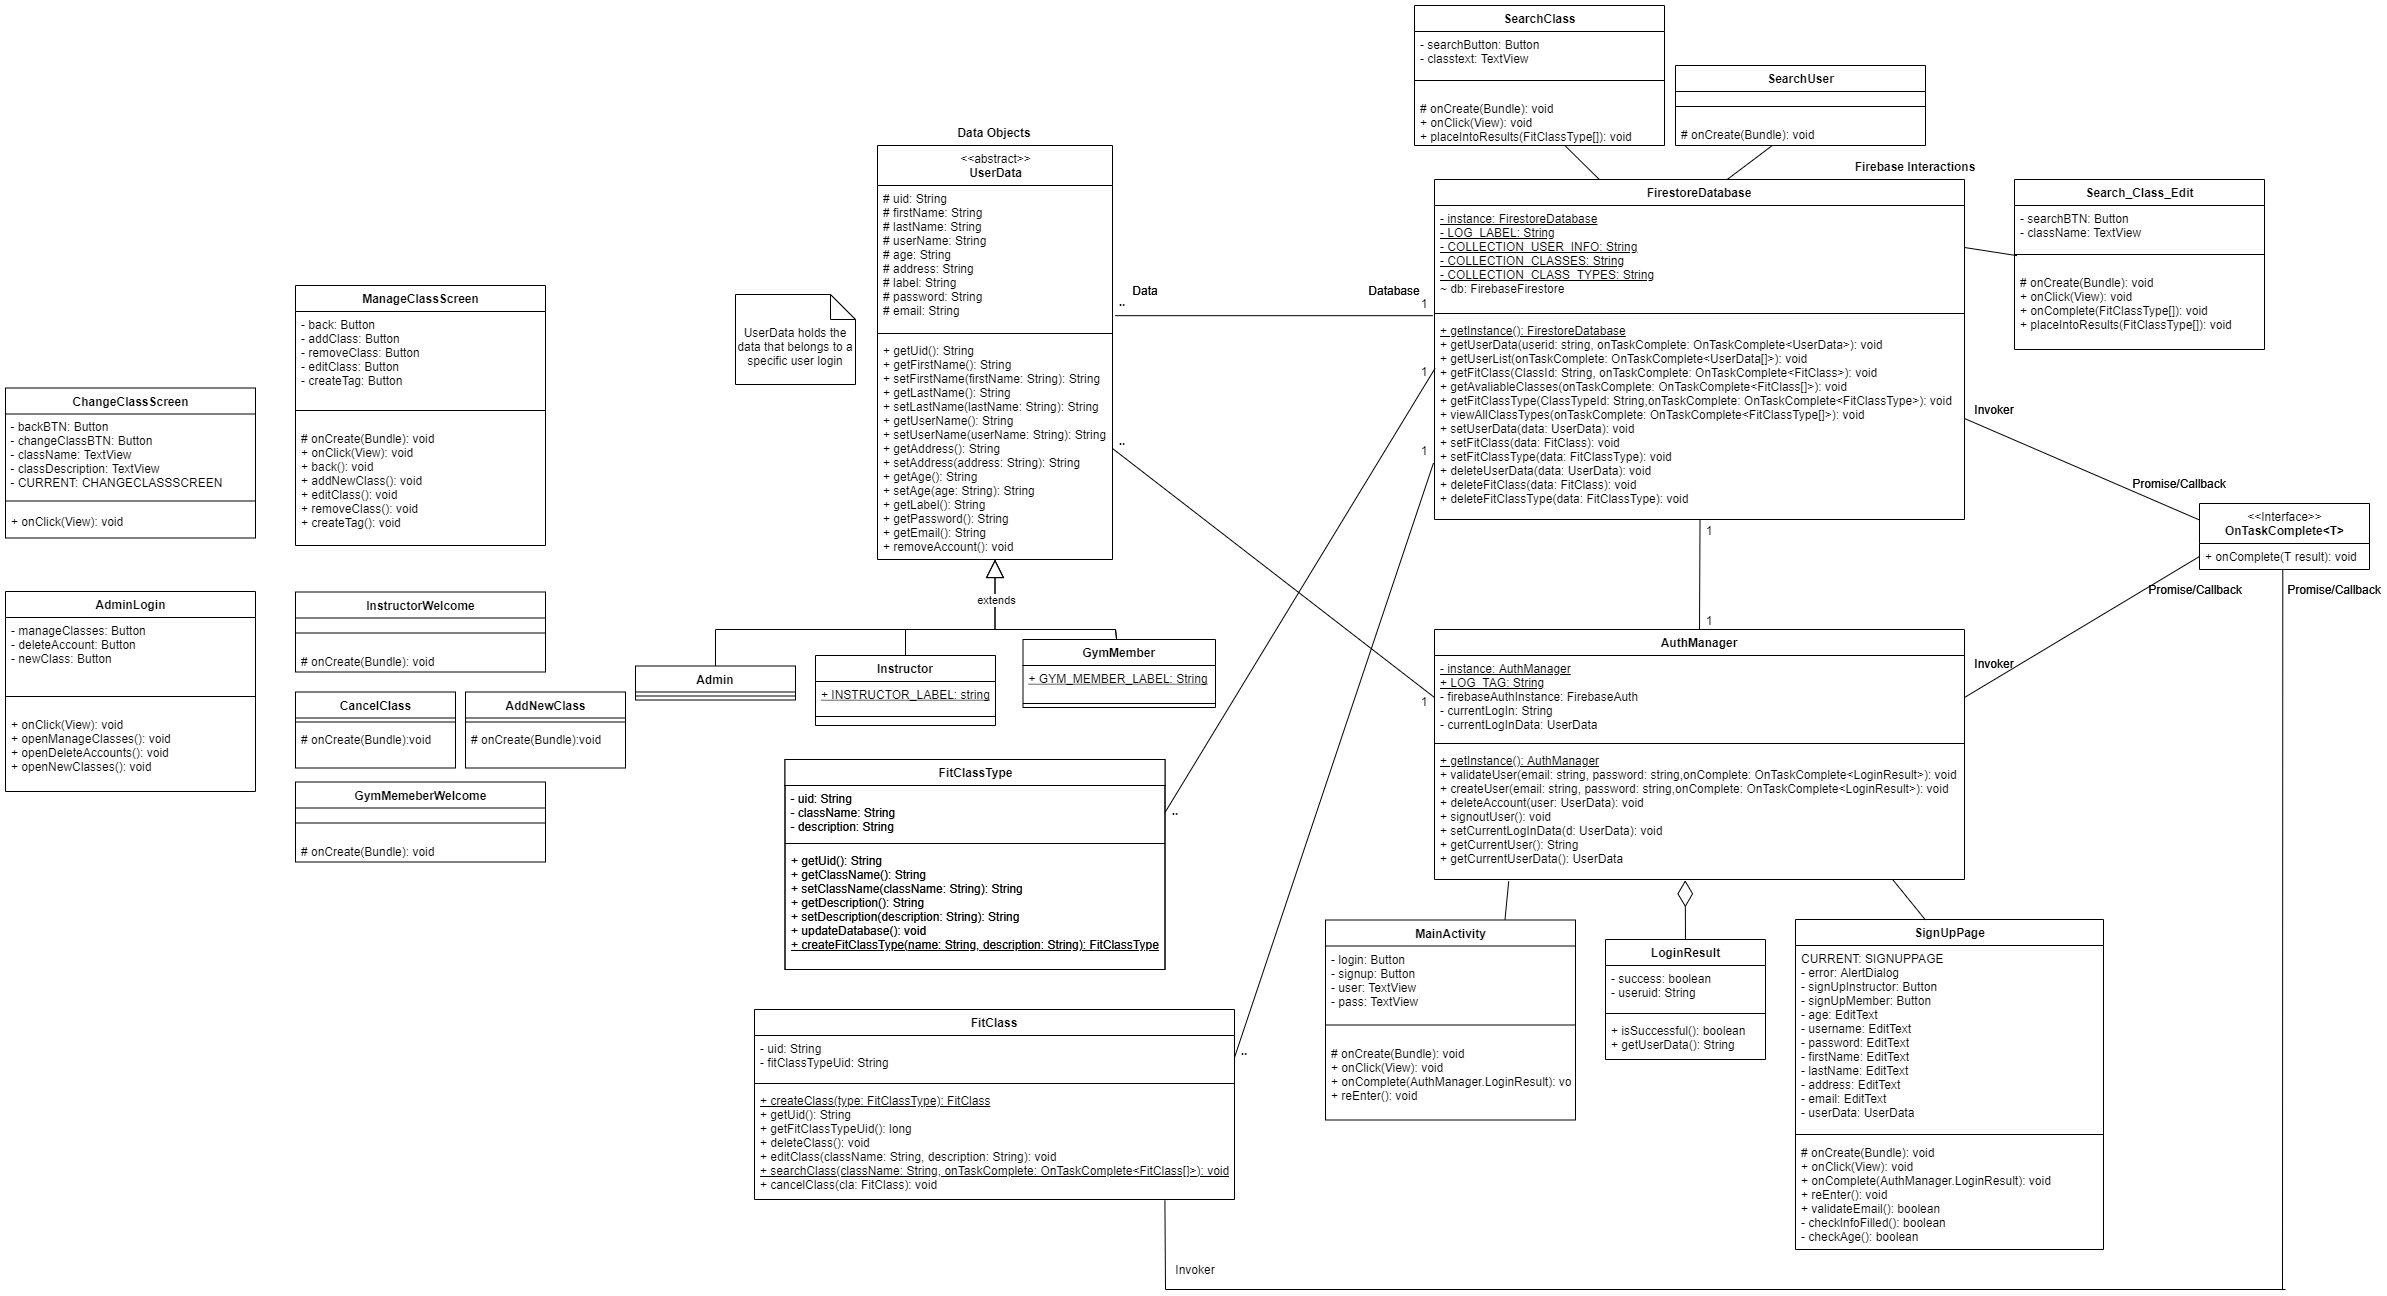 SearchClass
- searchButton: Button
- classtext: TextView
# onCreate(Bundle): void
+ onClick(View): void
+ placeIntoResults(FitClassType[]): void
SearchUser
# onCreate(Bundle): void
Data Objects
<<abstract>>
UserData
# uid: String
# firstName: String
# lastName: String
# userName: String
# age: String
# address: String
# label: String
# password: String
# email: String
+ getUid(): String
+ getFirstName(): String
+ setFirstName(firstName: String): String
+ getLastName(): String
+ setLastName(lastName: String): String
+ getUserName(): String
+ setUserName(userName: String): String
+ getAddress(): String
+ setAddress(address: String): String
+ getAge(): String
+ setAge(age: String): String
+ getLabel(): String
+ getPassword(): String
+ getEmail(): String
+ removeAccount(): void
UserData holds the
data that belongs to a
specific user login
Data
..
Database
1
Firebase Interactions
FirestoreDatabase
- instance: FirestoreDatabase
- LOG_LABEL: String
- COLLECTION_USER_INFO: String
- COLLECTION_CLASSES: String
- COLLECTION_CLASS_TYPES: String
~ db: FirebaseFirestore
+ getInstance(): FirestoreDatabase
+ getUserData(userid: string, onTaskComplete: OnTaskComplete<UserData>): void
+ getUserList(onTaskComplete: OnTaskComplete<UserData[]>): void
+ getFitClass(ClassId: String, onTaskComplete: OnTaskComplete<FitClass>): void
+ getAvaliableClasses(onTaskComplete: OnTaskComplete<FitClass[]>): void
+ getFitClassType(ClassTypeId: String,onTaskComplete: OnTaskComplete<FitClassType>): void
+ viewAllClassTypes(onTaskComplete: OnTaskComplete<FitClassType[]>): void
+ setUserData(data: UserData): void
+ setFitClass(data: FitClass): void
+ setFitClassType(data: FitClassType): void
+ deleteUserData(data: UserData): void
+ deleteFitClass(data: FitClass): void
+ deleteFitClassType(data: FitClassType): void
Search_Class_Edit
- searchBTN: Button
- className: TextView
# onCreate(Bundle): void
+ onClick(View): void
+ onComplete(FitClassType[]): void
+ placeIntoResults(FitClassType[]): void
ManageClassScreen
- back: Button
- addClass: Button
- removeClass: Button
- editClass: Button
- createTag: Button
# onCreate(Bundle): void
+ onClick(View): void
+ back(): void
+ addNewClass(): void
+ editClass(): void
+ removeClass(): void
+ createTag(): void
ChangeClassScreen
- backBTN: Button
- changeClassBTN: Button
- className: TextView
- classDescription: TextView
- CURRENT: CHANGECLASSSCREEN
+ onClick(View): void
1
1
..
1
Invoker
Promise/Callback
<<Interface>>
OnTaskComplete<T>
+ onComplete(T result): void
Promise/Callback
Promise/Callback
Invoker
1
1
extends
AdminLogin
- manageClasses: Button
- deleteAccount: Button
- newClass: Button
+ onClick(View): void
+ openManageClasses(): void
+ openDeleteAccounts(): void
+ openNewClasses(): void
InstructorWelcome
# onCreate(Bundle): void
CancelClass
# onCreate(Bundle):void
AddNewClass
# onCreate(Bundle):void
GymMemeberWelcome
# onCreate(Bundle): void
Admin
Instructor
+ INSTRUCTOR_LABEL: string
GymMember
+ GYM_MEMBER_LABEL: String
AuthManager
- instance: AuthManager
+ LOG_TAG: String
- firebaseAuthInstance: FirebaseAuth
- currentLogIn: String
- currentLogInData: UserData
+ getInstance(): AuthManager
+ validateUser(email: string, password: string,onComplete: OnTaskComplete<LoginResult>): void
+ createUser(email: string, password: string,onComplete: OnTaskComplete<LoginResult>): void
+ deleteAccount(user: UserData): void
+ signoutUser(): void
+ setCurrentLogInData(d: UserData): void
+ getCurrentUser(): String
+ getCurrentUserData(): UserData
FitClassType
- uid: String
- className: String
- description: String
+ getUid(): String
+ getClassName(): String
+ setClassName(className: String): String
+ getDescription(): String
+ setDescription(description: String): String
+ updateDatabase(): void
+ createFitClassType(name: String, description: String): FitClassType
..
FitClass
- uid: String
- fitClassTypeUid: String
+ createClass(type: FitClassType): FitClass
+ getUid(): String
+ getFitClassTypeUid(): long
+ deleteClass(): void
+ editClass(className: String, description: String): void
+ searchClass(className: String, onTaskComplete: OnTaskComplete<FitClass[]>): void
+ cancelClass(cla: FitClass): void
..
MainActivity
- login: Button
- signup: Button
- user: TextView
- pass: TextView
# onCreate(Bundle): void
+ onClick(View): void
+ onComplete(AuthManager.LoginResult): vo
+ reEnter(): void
LoginResult
- success: boolean
- useruid: String
+ isSuccessful(): boolean
+ getUserData(): String
SignUpPage
CURRENT: SIGNUPPAGE
- error: AlertDialog
- signUpInstructor: Button
- signUpMember: Button
- age: EditText
- username: EditText
- password: EditText
- firstName: EditText
- lastName: EditText
- address: EditText
- email: EditText
- userData: UserData
# onCreate(Bundle): void
+ onClick(View): void
+ onComplete(AuthManager.LoginResult): void
+ reEnter(): void
+ validateEmail(): boolean
- checkInfoFilled(): boolean
- checkAge(): boolean
Invoker